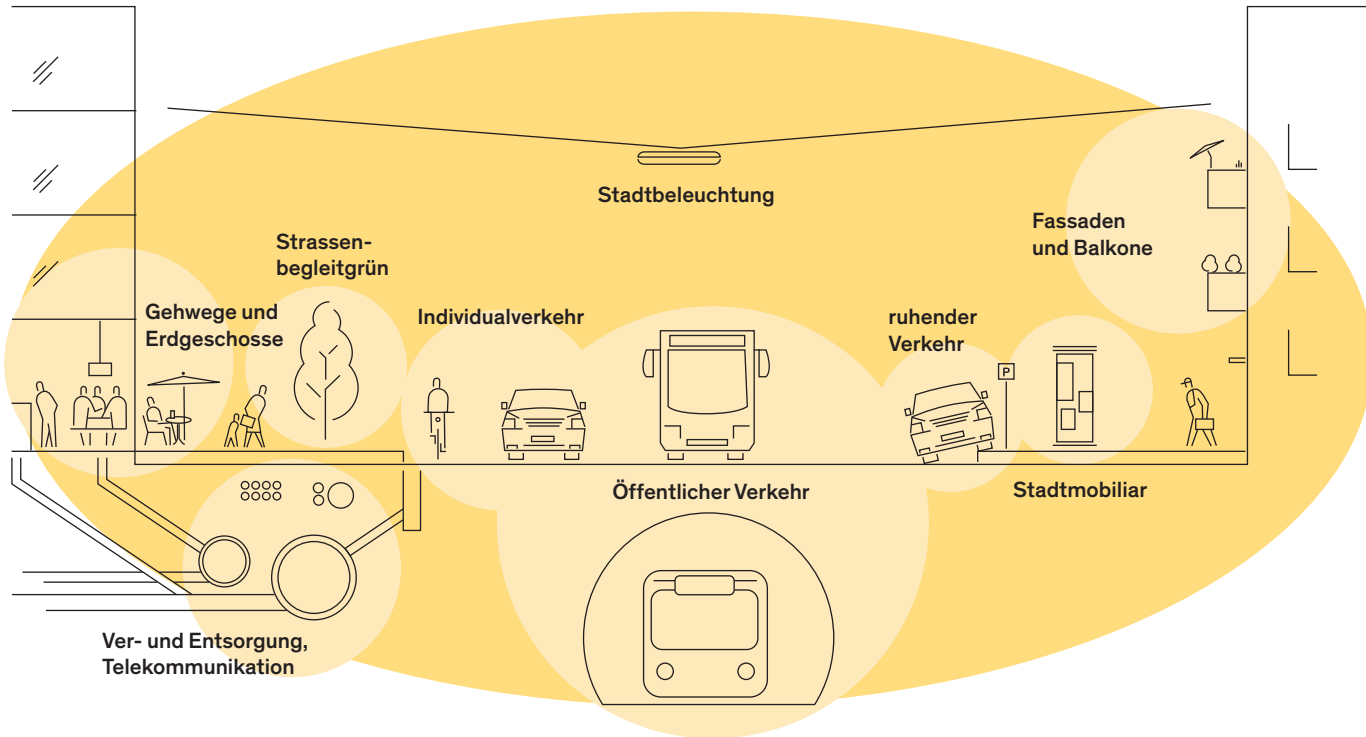 Stadtbeleuchtung
Fassaden
und Balkone
Strassen-
begleitgrün
Gehwege und
Erdgeschosse
Individualverkehr
ruhender
Verkehr
P
Öffentlicher Verkehr
Stadtmobiliar
Ver- und Entsorgung,
Telekommunikation